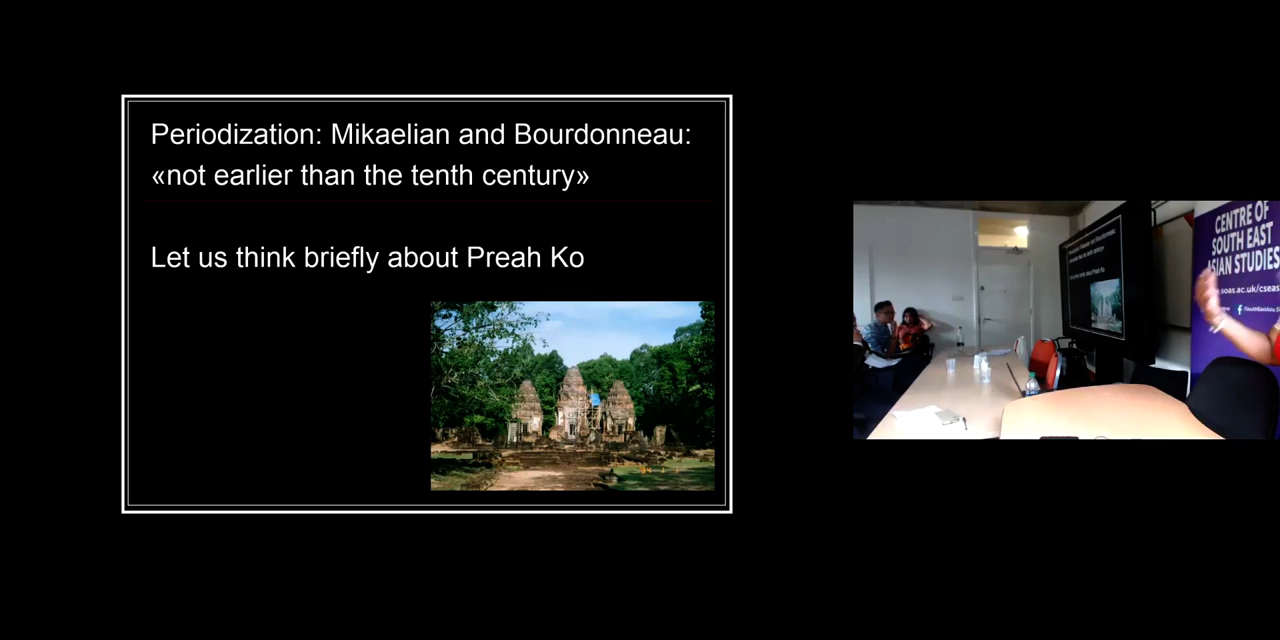 Periodization: Mikaelian and Bourdonneau:
«not earlier than the tenth century»
Let us think briefly about Preah Ko
CENTRE OF
SOUTH EAST
ASIAN STUDIES
.soas.ac.uk/cseas